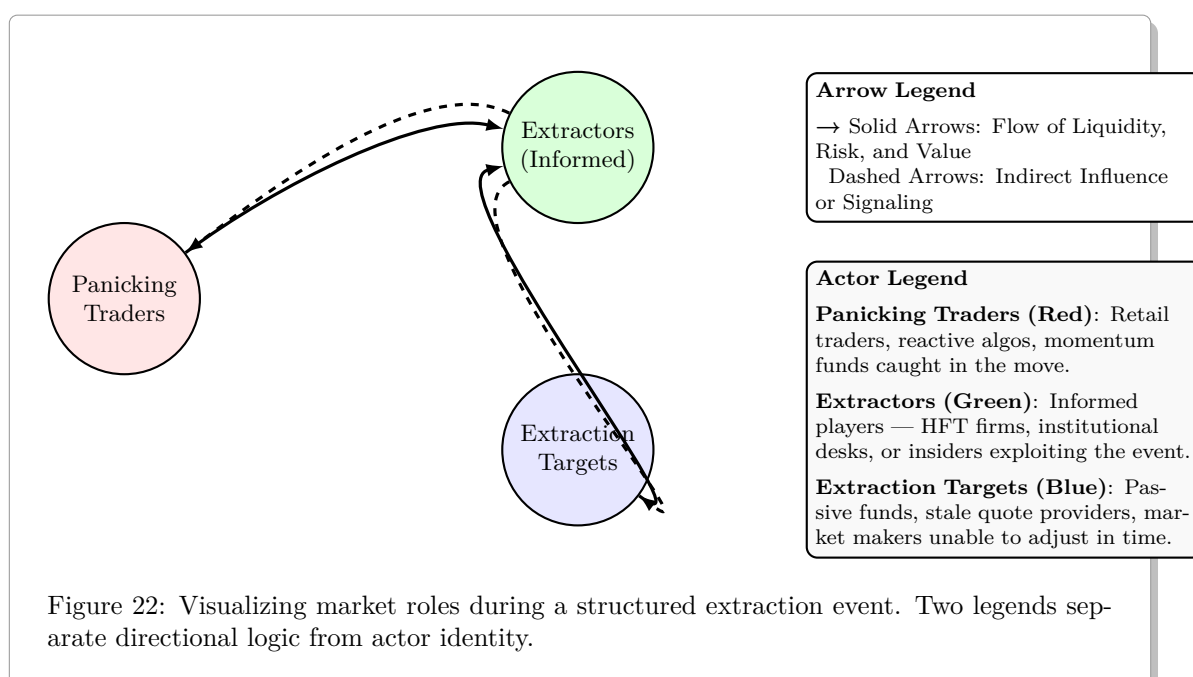 Extractors
(Informed)
Panicking
Traders
Extraction
Targets
Arrow Legend
→ Solid Arrows: Flow of Liquidity,
Risk, and Value
Dashed Arrows: Indirect Influence
or Signaling
Actor Legend
Panicking Traders (Red): Retail
traders, reactive algos, momentum
funds caught in the move.
Extractors (Green): Informed
players — HFT firms, institutional
desks, or insiders exploiting the event.
Extraction Targets (Blue): Pas-
sive funds, stale quote providers, mar-
ket makers unable to adjust in time.
Figure 22: Visualizing market roles during a structured extraction event. Two legends sep-
arate directional logic from actor identity.